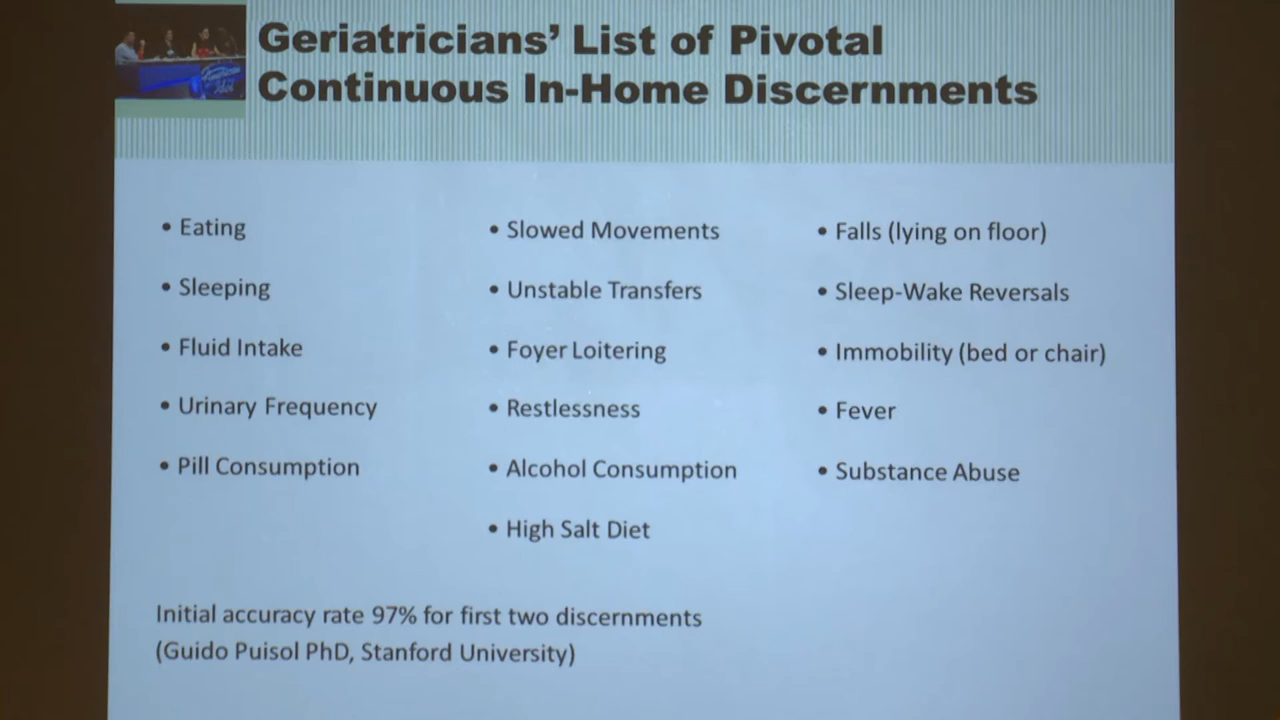 Geriatricians' List of Pivotal
Continuous In-Home Discernments
American
Idol
• Eating
• Sleeping
• Fluid Intake
• Urinary Frequency
• Pill Consumption
• Slowed Movements
• Unstable Transfers
• Foyer Loitering
• Restlessness
• Alcohol Consumption
• High Salt Diet
• Falls (lying on floor)
• Sleep-Wake Reversals
• Immobility (bed or chair)
• Fever
• Substance Abuse
Initial accuracy rate 97% for first two discernments
(Guido Puisol PhD, Stanford University)